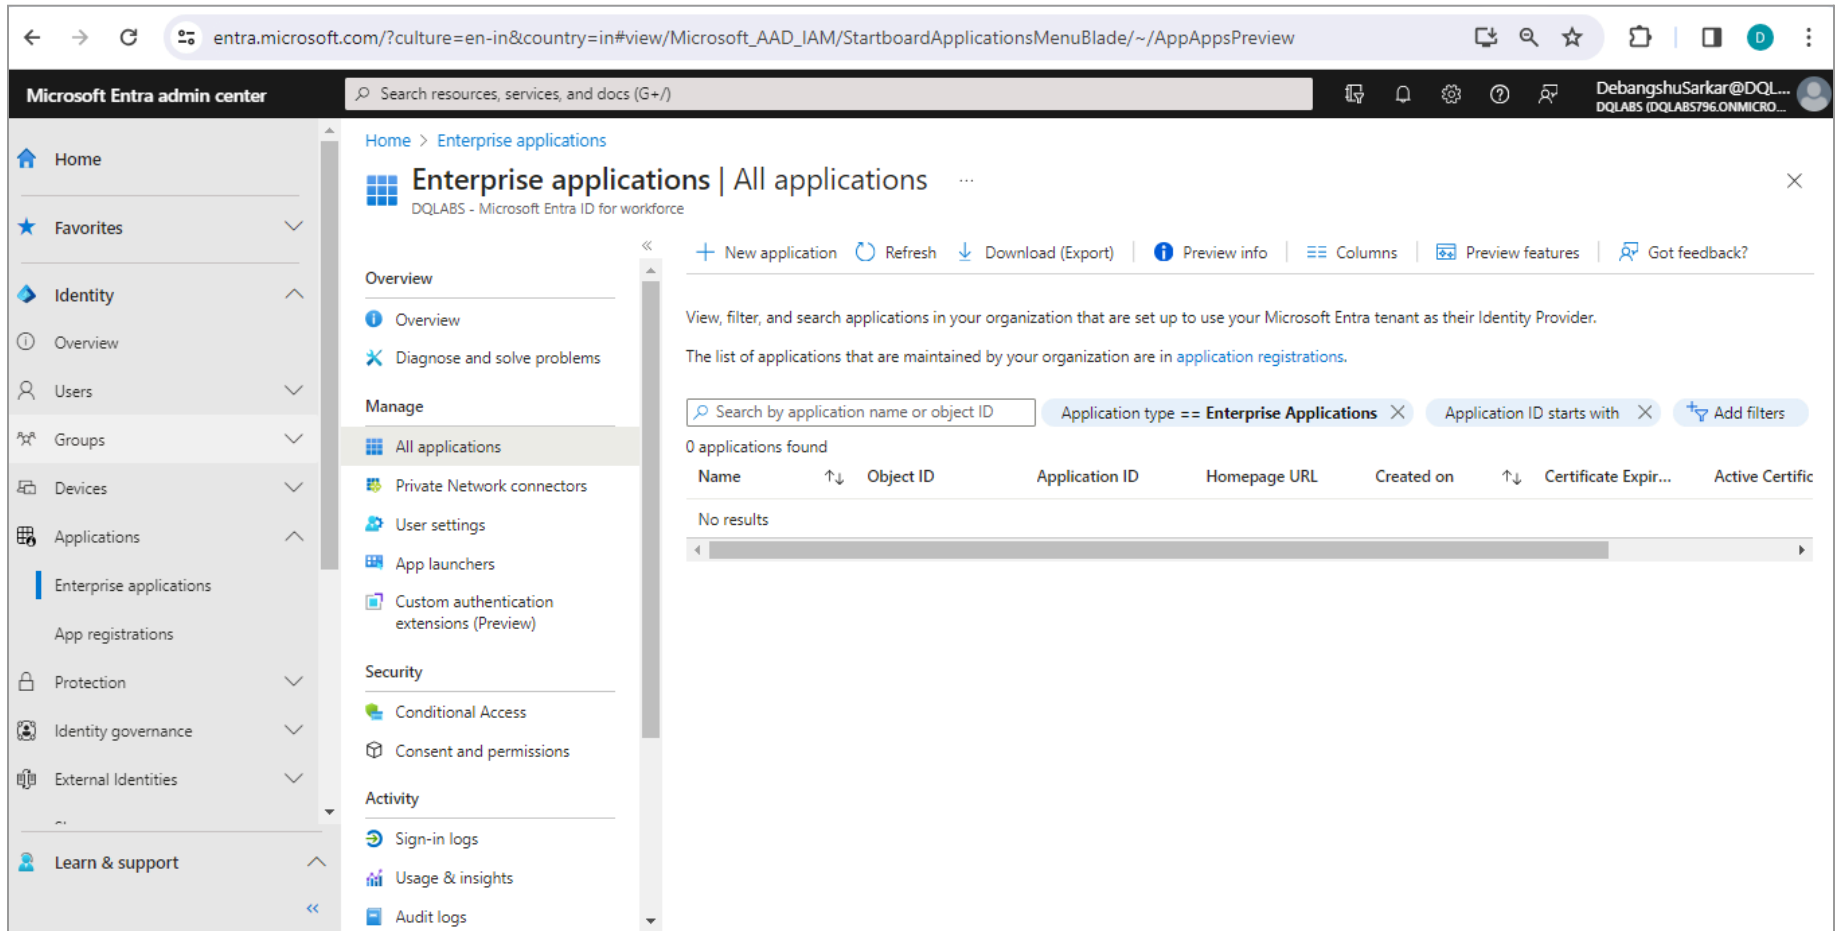 entra.microsoft.com/?culture=en-in&country=in#view/Microsoft_AAD_IAM/StartboardApplicationsMenuBlade/~/AppAppsPreview
D
Microsoft Entra admin center
Search resources, services, and docs (G+/)
DebangshuSarkar@DQL...
DQLABS (DQLABS796.ONMICRO...
Home
Favorites
Identity
Overview
Users
Groups
Devices
Applications
Enterprise applications
App registrations
Protection
Identity governance
External Identities
Learn & support
«
Home > Enterprise applications
Enterprise applications | All applications ...
DQLABS - Microsoft Entra ID for workforce
«
Overview
Overview
Diagnose and solve problems
Manage
All applications
Private Network connectors
User settings
App launchers
Custom authentication
extensions (Preview)
Security
Conditional Access
Consent and permissions
Activity
Sign-in logs
Usage & insights
Audit logs
New application Refresh Download (Export) Preview info Columns Preview features Got feedback?
View, filter, and search applications in your organization that are set up to use your Microsoft Entra tenant as their Identity Provider.
The list of applications that are maintained by your organization are in application registrations.
Search by application name or object ID Application type == Enterprise Applications Application ID starts with Add filters
0 applications found
Name Object ID Application ID Homepage URL Created on Certificate Expir... Active Certific
No results